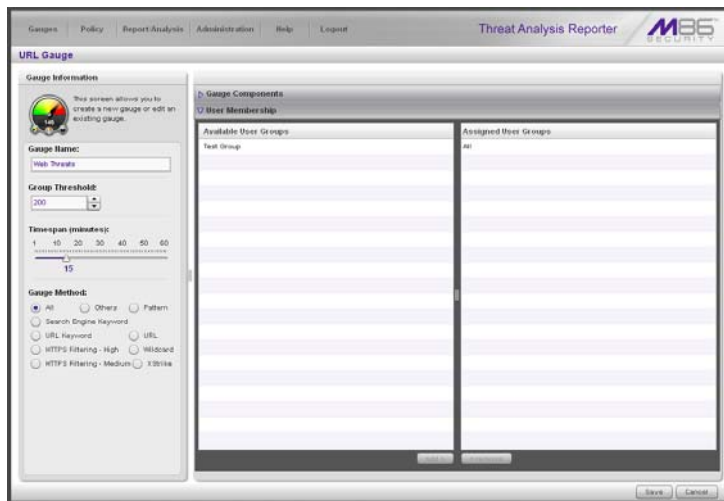 Gauges Policy Report/Analysis Administration Help Logout
Threat Analysis Reporter
M86
SECURITY
URL Gauge
Gauge Information
This screen allows you to
create a new gauge or edit an
existing gauge.
Gauge Name:
Web Threats
Group Threshold:
200
Timespan (minutes):
1 10 20 30 40 50 60
15
Gauge Method:
All Others Pattern
Search Engine Keyword
URL Keyword URL
HTTPS Filtering - High Wildcard
HTTPS Filtering - Medium XStrike
Gauge Components
User Membership
Available User Groups
Test Group
Assigned User Groups
All
Save Cancel